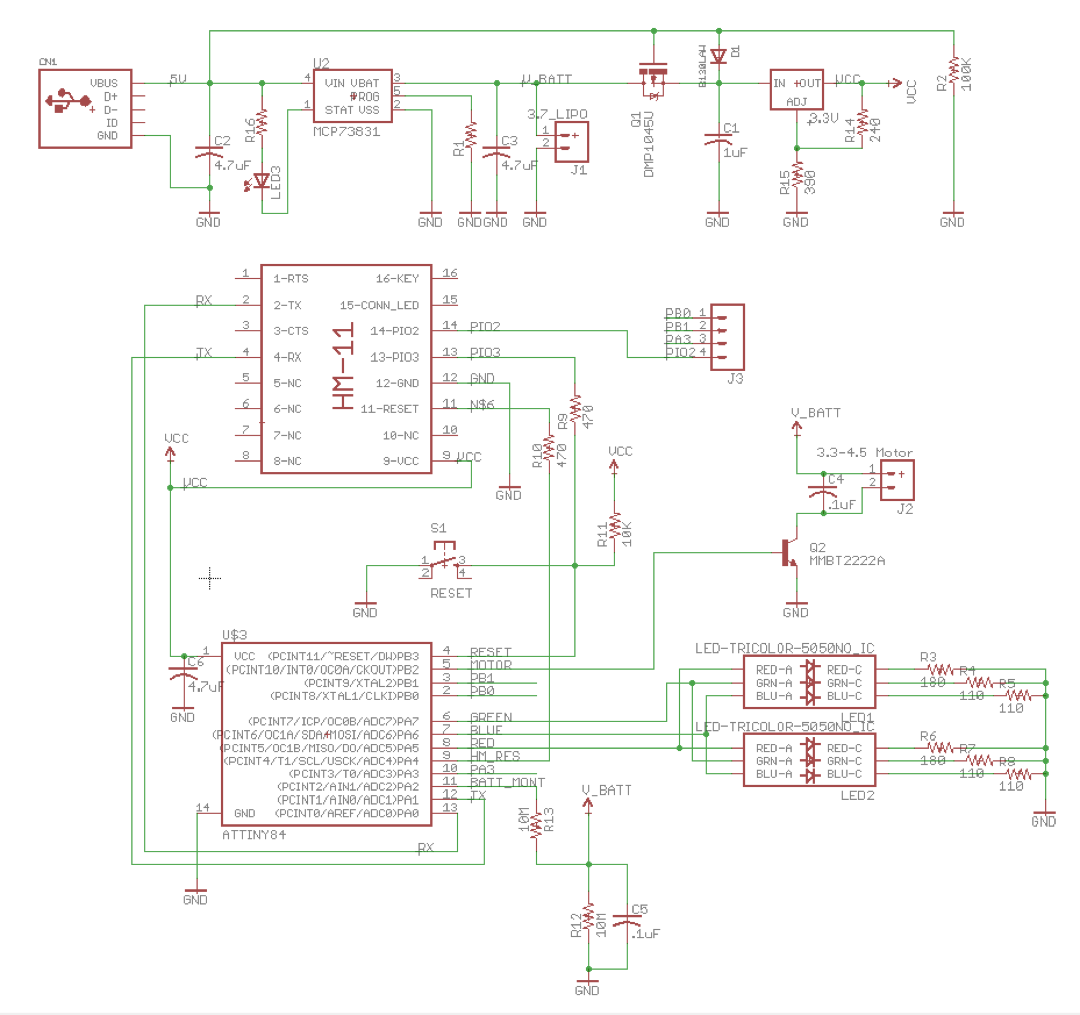 CN1
VBUS
D+
D-
ID
GND
5V
C2
4.7uF
GND
R16
LED3
U2
4 VIN VBAT 3
PROG 5
1 STAT VSS 2
MCP73831
GND
R1
GND
C3
4.7uF
GND
V_BATT
3.7_LIPO
1 +
2 -
J1
GND
Q1
DMP1045U
B130LAW
D1
C1
1uF
GND
IN +OUT
ADJ
3.3V
VCC
VCC
R14
240
R15
390
GND
R2
100K
GND
1 1-RTS 16-KEY 16
RX 2 2-TX 15-CONN_LED 15
3 3-CTS 14-PIO2 14 PIO2
TX 4 4-RX 13-PIO3 13 PIO3
5 5-NC 12-GND 12 GND
6 6-NC 11-RESET 11 N$6
7 7-NC 10-NC 10
8 8-NC 9-VCC 9 VCC
HM-11
VCC
VCC
GND
R9
470
R10
470
PB0 1
PB1 2
PA3 3
PIO2 4
J3
VCC
R11
10K
S1
1 3
2 4
RESET
GND
V_BATT
3.3-4.5 Motor
1 +
2 -
J2
C4
.1uF
Q2
MMBT2222A
GND
C6
4.7uF
GND
U$3
1 VCC (PCINT11/~RESET/DW)PB3 4 RESET
(PCINT10/INT0/OC0A/CKOUT)PB2 5 MOTOR
(PCINT9/XTAL2)PB1 3 PB1
(PCINT8/XTAL1/CLKI)PB0 2 PB0
(PCINT7/ICP/OC0B/ADC7)PA7 6 GREEN
(PCINT6/OC1A/SDA/MOSI/ADC6)PA6 7 BLUE
(PCINT5/OC1B/MISO/DO/ADC5)PA5 8 RED
(PCINT4/T1/SCL/USCK/ADC4)PA4 9 HM_RES
(PCINT3/T0/ADC3)PA3 10 PA3
(PCINT2/AIN1/ADC2)PA2 11 BATT_MONT
(PCINT1/AIN0/ADC1)PA1 12 TX
14 GND (PCINT0/AREF/ADC0)PA0 13
ATTINY84
RX
GND
10M
R13
V_BATT
R12
10M
C5
.1uF
GND
LED-TRICOLOR-5050NO_IC
RED-A RED-C
GRN-A GRN-C
BLU-A BLU-C
LED1
R3
180
R4
110
R5
110
LED-TRICOLOR-5050NO_IC
RED-A RED-C
GRN-A GRN-C
BLU-A BLU-C
LED2
R6
180
R7
110
R8
110
GND